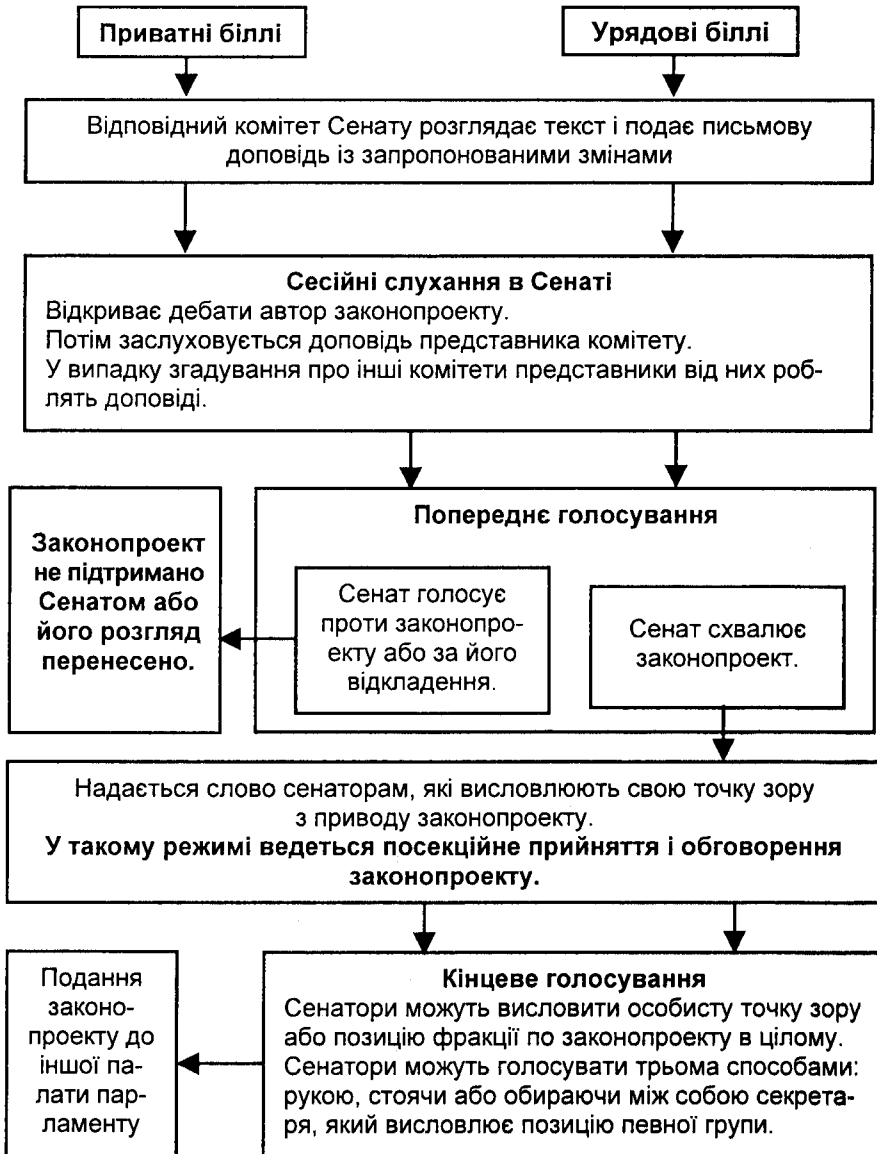 Приватні біллі
Урядові біллі
Відповідний комітет Сенату розглядає текст і подає письмову
доповідь із запропонованими змінами
Сесійні слухання в Сенаті
Відкриває дебати автор законопроекту.
Потім заслуховується доповідь представника комітету.
У випадку згадування про інші комітети представники від них роб-
лять доповіді.
Законопроект
не підтримано
Сенатом або
його розгляд
перенесено.
Попереднє голосування
Сенат голосує
проти законопро-
екту або за його
відкладення.
Сенат схвалює
законопроект.
Надається слово сенаторам, які висловлюють свою точку зору
з приводу законопроекту.
У такому режимі ведеться посекційне прийняття і обговорення
законопроекту.
Подання
законо-
проекту до
іншої па-
лати пар-
ламенту
Кінцеве голосування
Сенатори можуть висловити особисту точку зору
або позицію фракції по законопроекту в цілому.
Сенатори можуть голосувати трьома способами:
рукою, стоячи або обираючи між собою секрета-
ря, який висловлює позицію певної групи.